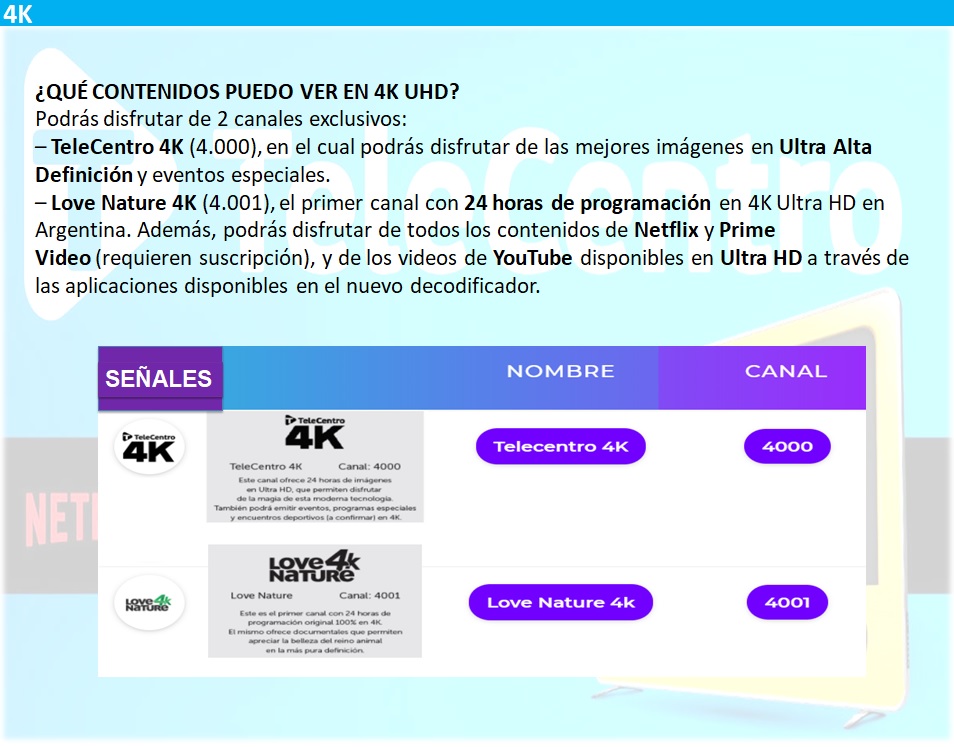 4K
¿QUÉ CONTENIDOS PUEDO VER EN 4K UHD?
Podrás disfrutar de 2 canales exclusivos:
– TeleCentro 4K (4.000), en el cual podrás disfrutar de las mejores imágenes en Ultra Alta
Definición y eventos especiales.
– Love Nature 4K (4.001), el primer canal con 24 horas de programación en 4K Ultra HD en
Argentina. Además, podrás disfrutar de todos los contenidos de Netflix y Prime
Video (requieren suscripción), y de los videos de YouTube disponibles en Ultra HD a través de
las aplicaciones disponibles en el nuevo decodificador.
TeleCentro
SEÑALES NOMBRE CANAL
TeleCentro
4K
TeleCentro
4K
TeleCentro 4K Canal: 4000
Este canal ofrece 24 horas de imágenes
en Ultra HD, que permiten disfrutar
de la magia de esta moderna tecnología.
También podrá emitir eventos, programas especiales
y encuentros deportivos (a confirmar) en 4K.
Telecentro 4K 4000
NETF
LOVE 4k
NATURE
LOVE 4k
NATURE
Love Nature Canal: 4001
Este es el primer canal con 24 horas de
programación original 100% en 4K.
El mismo ofrece documentales que permiten
apreciar la belleza del reino animal
en la más pura definición.
Love Nature 4k 4001